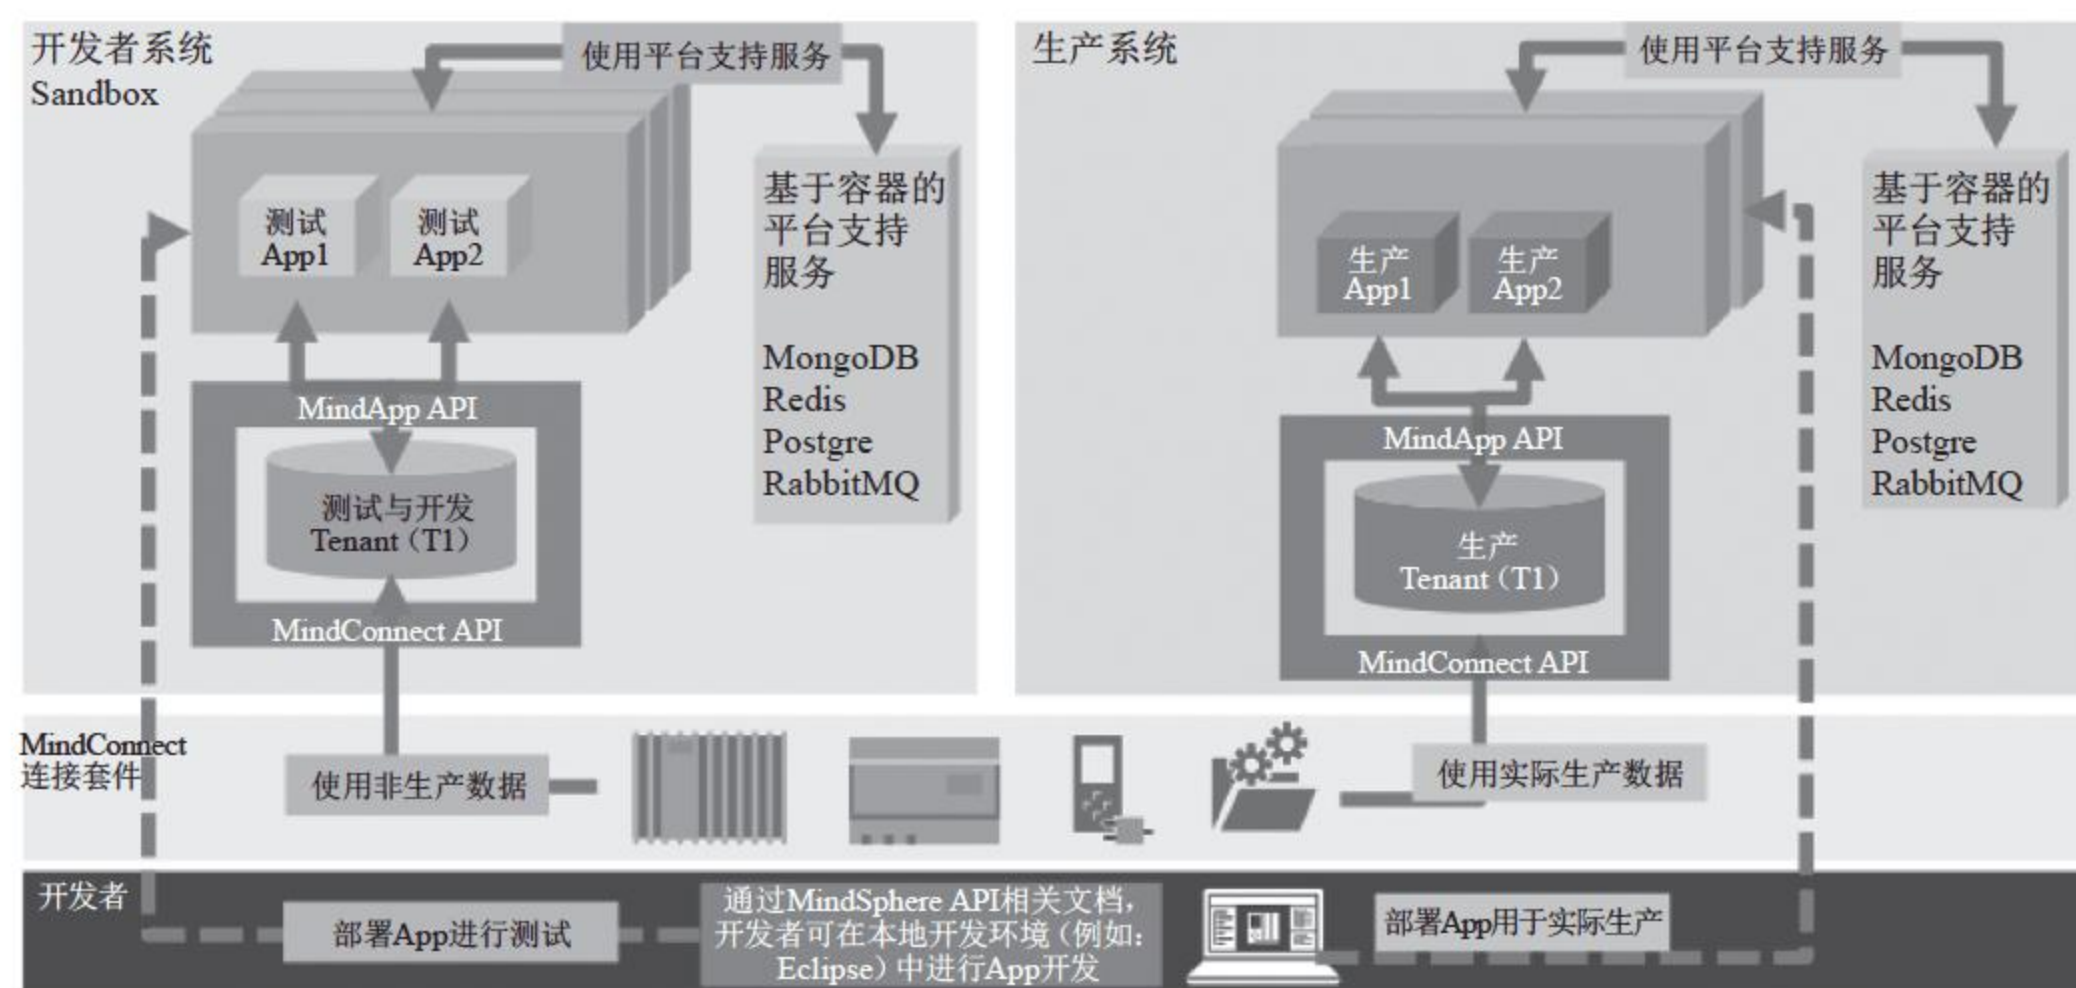 开发者系统
Sandbox
使用平台支持服务
测试
App1
测试
App2
基于容器的
平台支持
服务
MongoDB
Redis
Postgre
RabbitMQ
MindApp API
测试与开发
Tenant（T1）
MindConnect API
生产系统
使用平台支持服务
生产
App1
生产
App2
基于容器的
平台支持
服务
MongoDB
Redis
Postgre
RabbitMQ
MindApp API
生产
Tenant（T1）
MindConnect API
MindConnect
连接套件
使用非生产数据
使用实际生产数据
开发者
部署App进行测试
通过MindSphere API相关文档，
开发者可在本地开发环境（例如：
Eclipse）中进行App开发
部署App用于实际生产